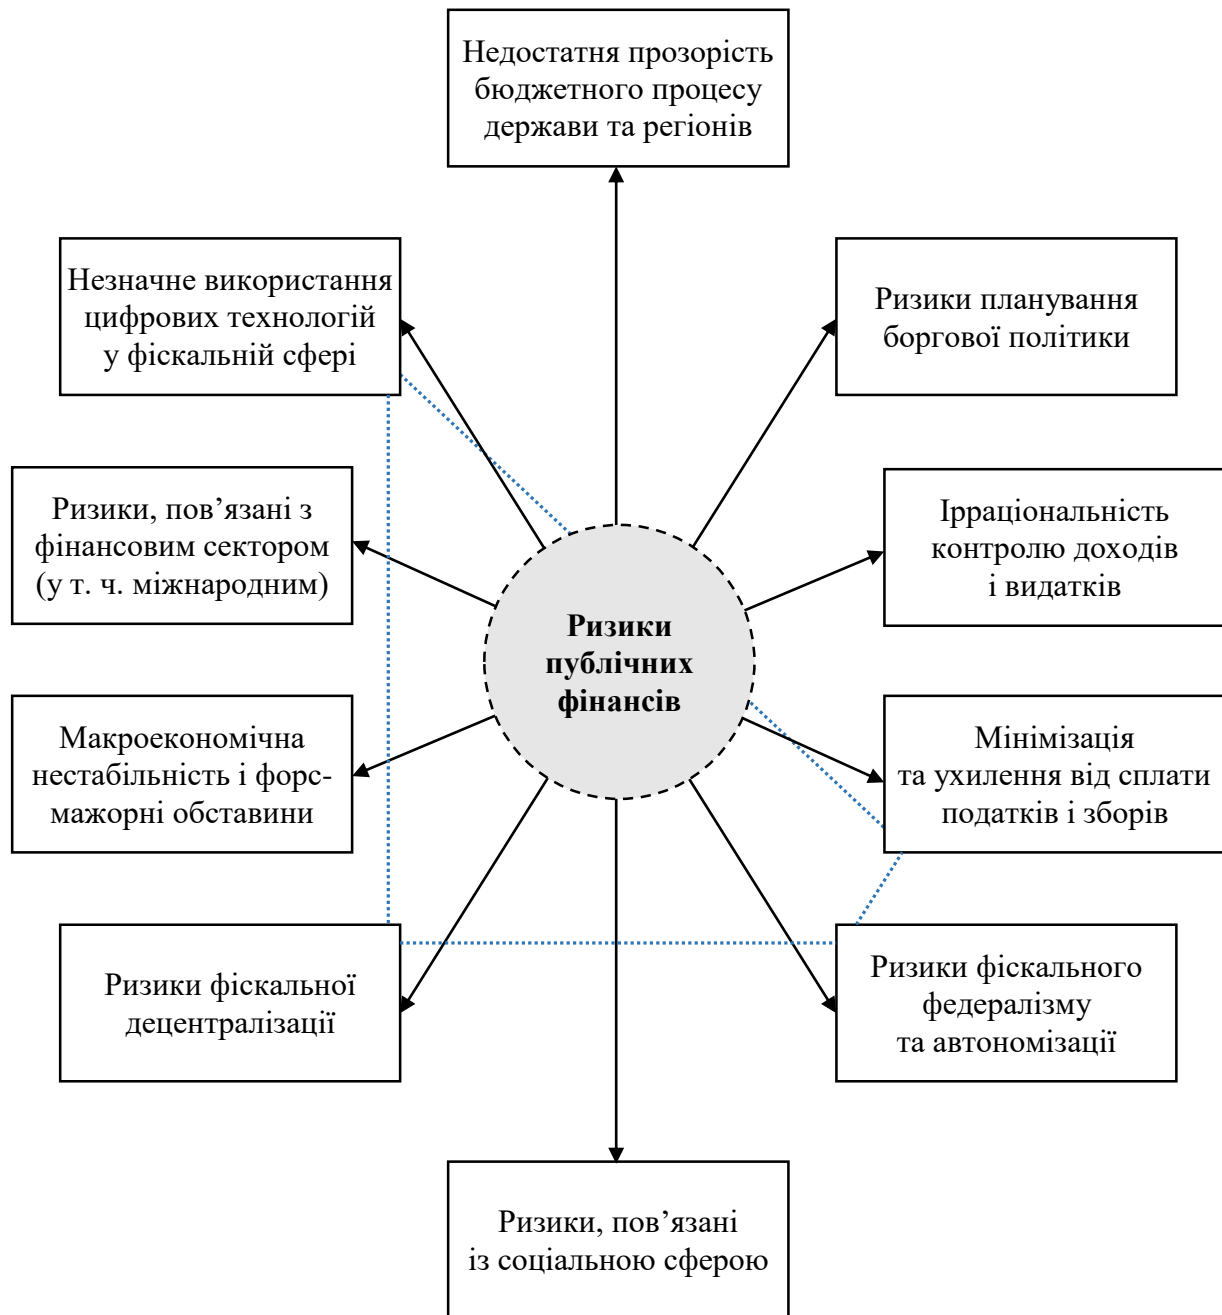 Недостатня прозорість
бюджетного процесу
держави та регіонів
Незначне використання
цифрових технологій
у фіскальній сфері
Ризики планування
боргової політики
Ризики, пов’язані з
фінансовим сектором
(у т. ч. міжнародним)
Ірраціональність
контролю доходів
і видатків
Ризики
публічних
фінансів
Макроекономічна
нестабільність і форс-
мажорні обставини
Мінімізація
та ухилення від сплати
податків і зборів
Ризики фіскальної
децентралізації
Ризики фіскального
федералізму
та автономізації
Ризики, пов’язані
із соціальною сферою